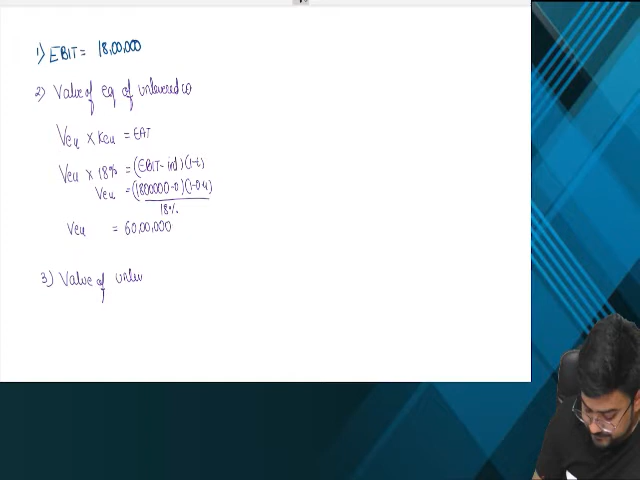 1) EBIT = 18,00,000
2) Value of eq of unlevered co
Veu x Keu = EAT
Veu x 18% = (EBIT - int) (1-t)
Veu = (1800000-0) (1-0.4)
18%
Veu = 60,00,000
3) Value of unlev